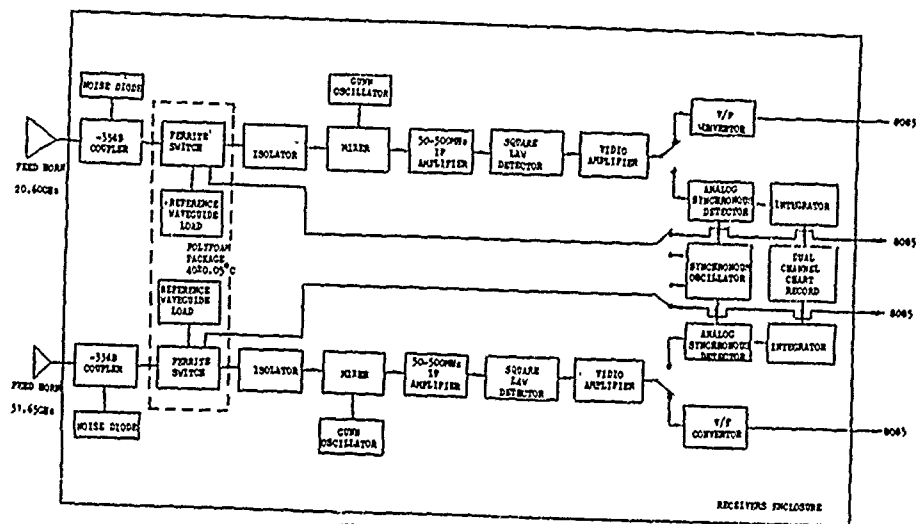 NOISE DIODE
-33dB
COUPLER
FERRITE
SWITCH
ISOLATOR
GUNN
OSCILLATOR
MIXER
50-500MHz
IF
AMPLIFIER
SQUARE
LAW
DETECTOR
VIDIO
AMPLIFIER
V/F
CONVERTOR
8085
FEED HORN
20.60GHz
REFERENCE
WAVEGUIDE
LOAD
POLYFOAM
PACKAGE
40±0.05°C
ANALOG
SYNCHRONOUS
DETECTOR
INTEGRATOR
8085
SYNCHRONOUS
OSCILLATOR
DUAL
CHANNEL
CHART
RECORD
REFERENCE
WAVEGUIDE
LOAD
8085
ANALOG
SYNCHRONOUS
DETECTOR
INTEGRATOR
FEED HORN
31.65GHz
-33dB
COUPLER
FERRITE
SWITCH
ISOLATOR
MIXER
50-500MHz
IF
AMPLIFIER
SQUARE
LAW
DETECTOR
VIDIO
AMPLIFIER
NOISE DIODE
GUNN
OSCILLATOR
V/F
CONVERTOR
8085
RECEIVERS ENCLOSURE